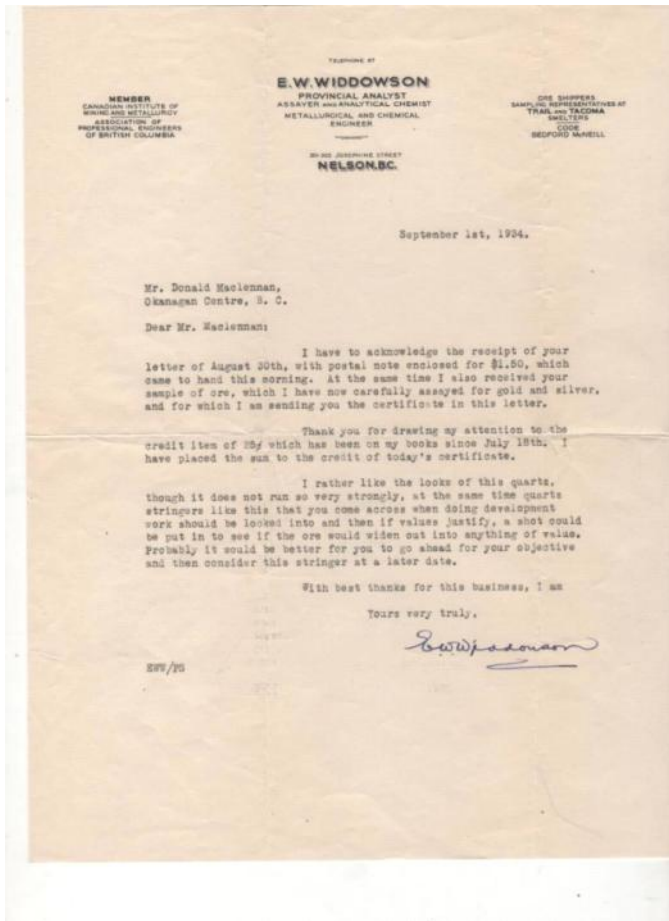 TELEPHONE 67
E.W.WIDDOWSON
PROVINCIAL ANALYST
ASSAYER AND ANALYTICAL CHEMIST
METALLURGICAL AND CHEMICAL
ENGINEER
JOSEPHINE STREET
NELSON, B.C.
MEMBER
CANADIAN INSTITUTE OF
MINING AND METALLURGY
ASSOCIATION OF
PROFESSIONAL ENGINEERS
OF BRITISH COLUMBIA
ORE SHIPPERS
SAMPLING REPRESENTATIVES AT
TRAIL AND TACOMA
SMELTERS
CODE
BEDFORD McNEILL
September 1st, 1934.
Mr. Donald Maclennan,
Okanagan Centre, B. C.
Dear Mr. Maclennan:
I have to acknowledge the receipt of your
letter of August 30th, with postal note enclosed for $1.50, which
came to hand this morning. At the same time I also received your
sample of ore, which I have now carefully assayed for gold and silver,
and for which I am sending you the certificate in this letter.
Thank you for drawing my attention to the
credit item of 25¢ which has been on my books since July 18th. I
have placed the sum to the credit of today's certificate.
I rather like the looks of this quartz,
though it does not run so very strongly, at the same time quartz
stringers like this that you come across when doing development
work should be looked into and then if values justify, a shot could
be put in to see if the ore would widen out into anything of value.
Probably it would be better for you to go ahead for your objective
and then consider this stringer at a later date.
With best thanks for this business, I am
Yours very truly,
E W Widdowson
EWW/PG